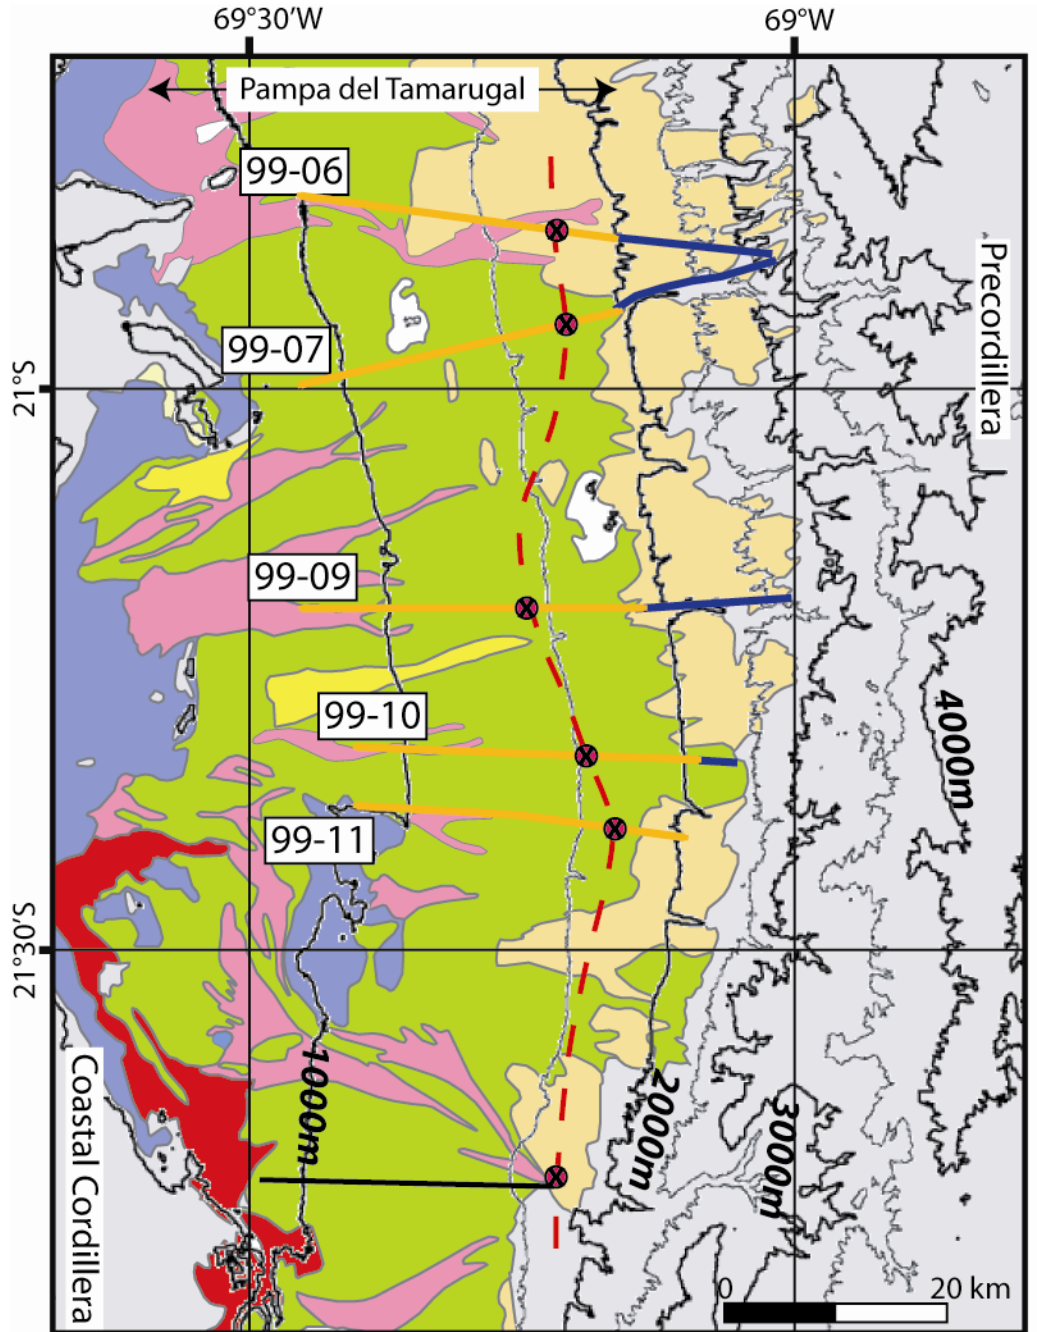 69°30'W
69°W
Pampa del Tamarugal
99-06
Precordillera
99-07
21°S
99-09
99-10
4000m
99-11
21°30'S
Coastal Cordillera
1000m
2000m
3000m
0
20 km